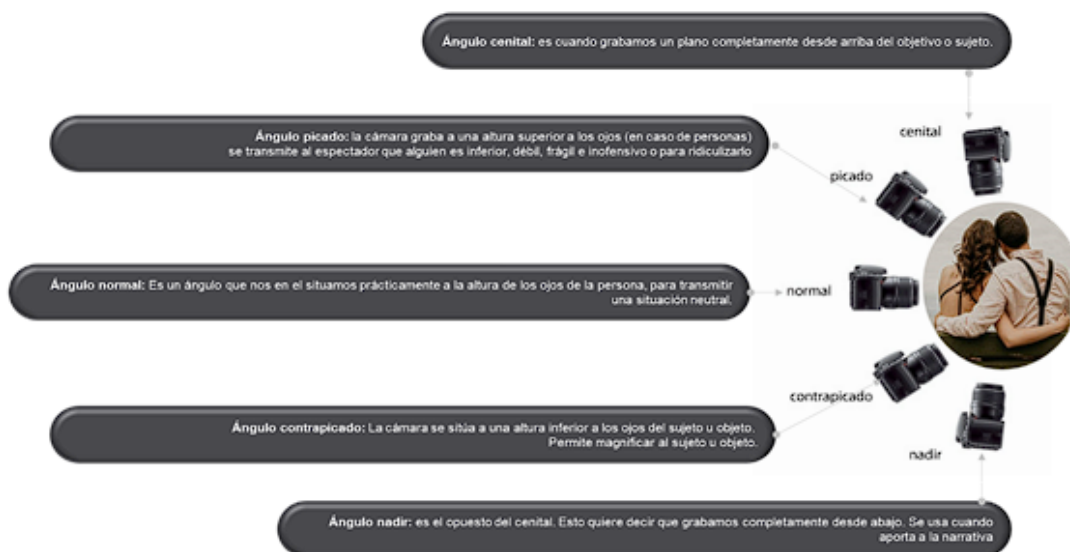 Ángulo cenital: es cuando grabamos un plano completamente desde arriba del objetivo o sujeto.
cenital
Ángulo picado: la cámara graba a una altura superior a los ojos (en caso de personas)
se transmite al espectador que alguien es inferior, débil, frágil e inofensivo o para ridiculizarlo
picado
Ángulo normal: Es un ángulo que nos en el situamos prácticamente a la altura de los ojos de la persona, para transmitir
una situación neutral.
normal
Ángulo contrapicado: La cámara se sitúa a una altura inferior a los ojos del sujeto u objeto.
Permite magnificar al sujeto u objeto.
contrapicado
nadir
Ángulo nadir: es el opuesto del cenital. Esto quiere decir que grabamos completamente desde abajo. Se usa cuando
aporta a la narrativa